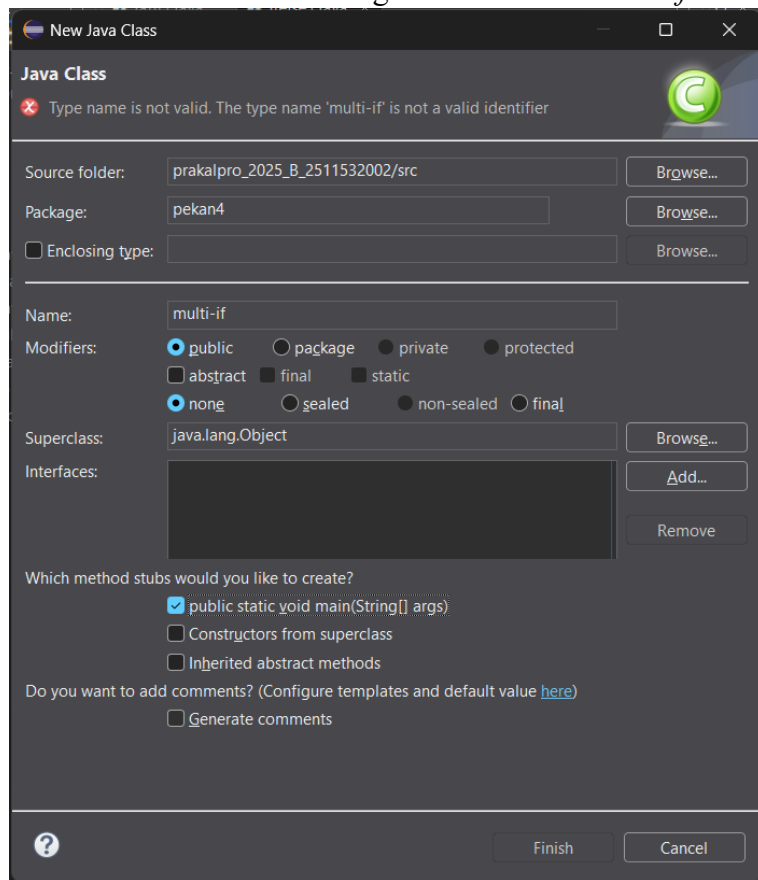 New Java Class
Java Class
Type name is not valid. The type name 'multi-if' is not a valid identifier
Source folder: prakalpro_2025_B_2511532002/src Browse...
Package: pekan4 Browse...
Enclosing type: Browse...
Name: multi-if
Modifiers: public package private protected
abstract final static
none sealed non-sealed final
Superclass: java.lang.Object Browse...
Interfaces: Add...
Remove
Which method stubs would you like to create?
public static void main(String[] args)
Constructors from superclass
Inherited abstract methods
Do you want to add comments? (Configure templates and default value here)
Generate comments
? Finish Cancel